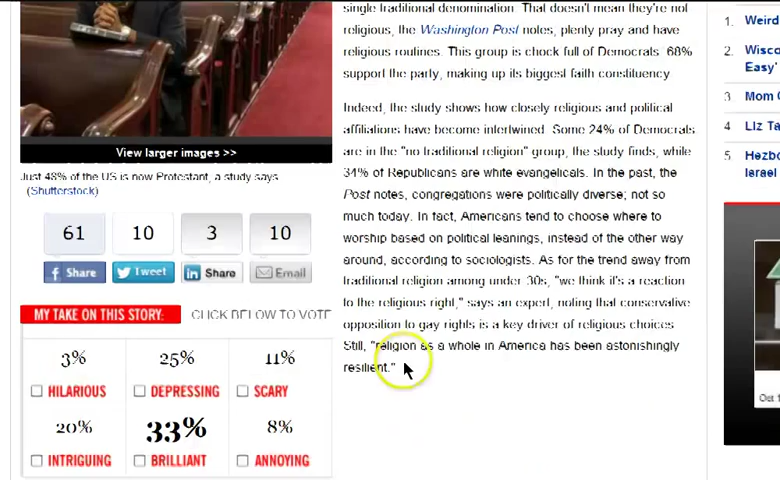 single traditional denomination. That doesn't mean they're not
religious, the Washington Post notes, plenty pray and have
religious routines. This group is chock full of Democrats: 68%
support the party, making up its biggest faith constituency.
Indeed, the study shows how closely religious and political
affiliations have become intertwined. Some 24% of Democrats
are in the "no traditional religion" group, the study finds, while
34% of Republicans are white evangelicals. In the past, the
Post notes, congregations were politically diverse; not so
much today. In fact, Americans tend to choose where to
worship based on political leanings, instead of the other way
around, according to sociologists. As for the trend away from
traditional religion among under 30s, "we think it's a reaction
to the religious right," says an expert, noting that conservative
opposition to gay rights is a key driver of religious choices
Still, "religion as a whole in America has been astonishingly
resilient."
View larger images >>
Just 48% of the US is now Protestant, a study says.
(Shutterstock)
61 10 3 10
Share Tweet Share Email
MY TAKE ON THIS STORY: CLICK BELOW TO VOTE
3% 25% 11%
HILARIOUS DEPRESSING SCARY
20% 33% 8%
INTRIGUING BRILLIANT ANNOYING
1. Weird
2. Wisco
Easy'
3 Mom
4 Liz Ta
5 Hezbo
Israel
Oct 1